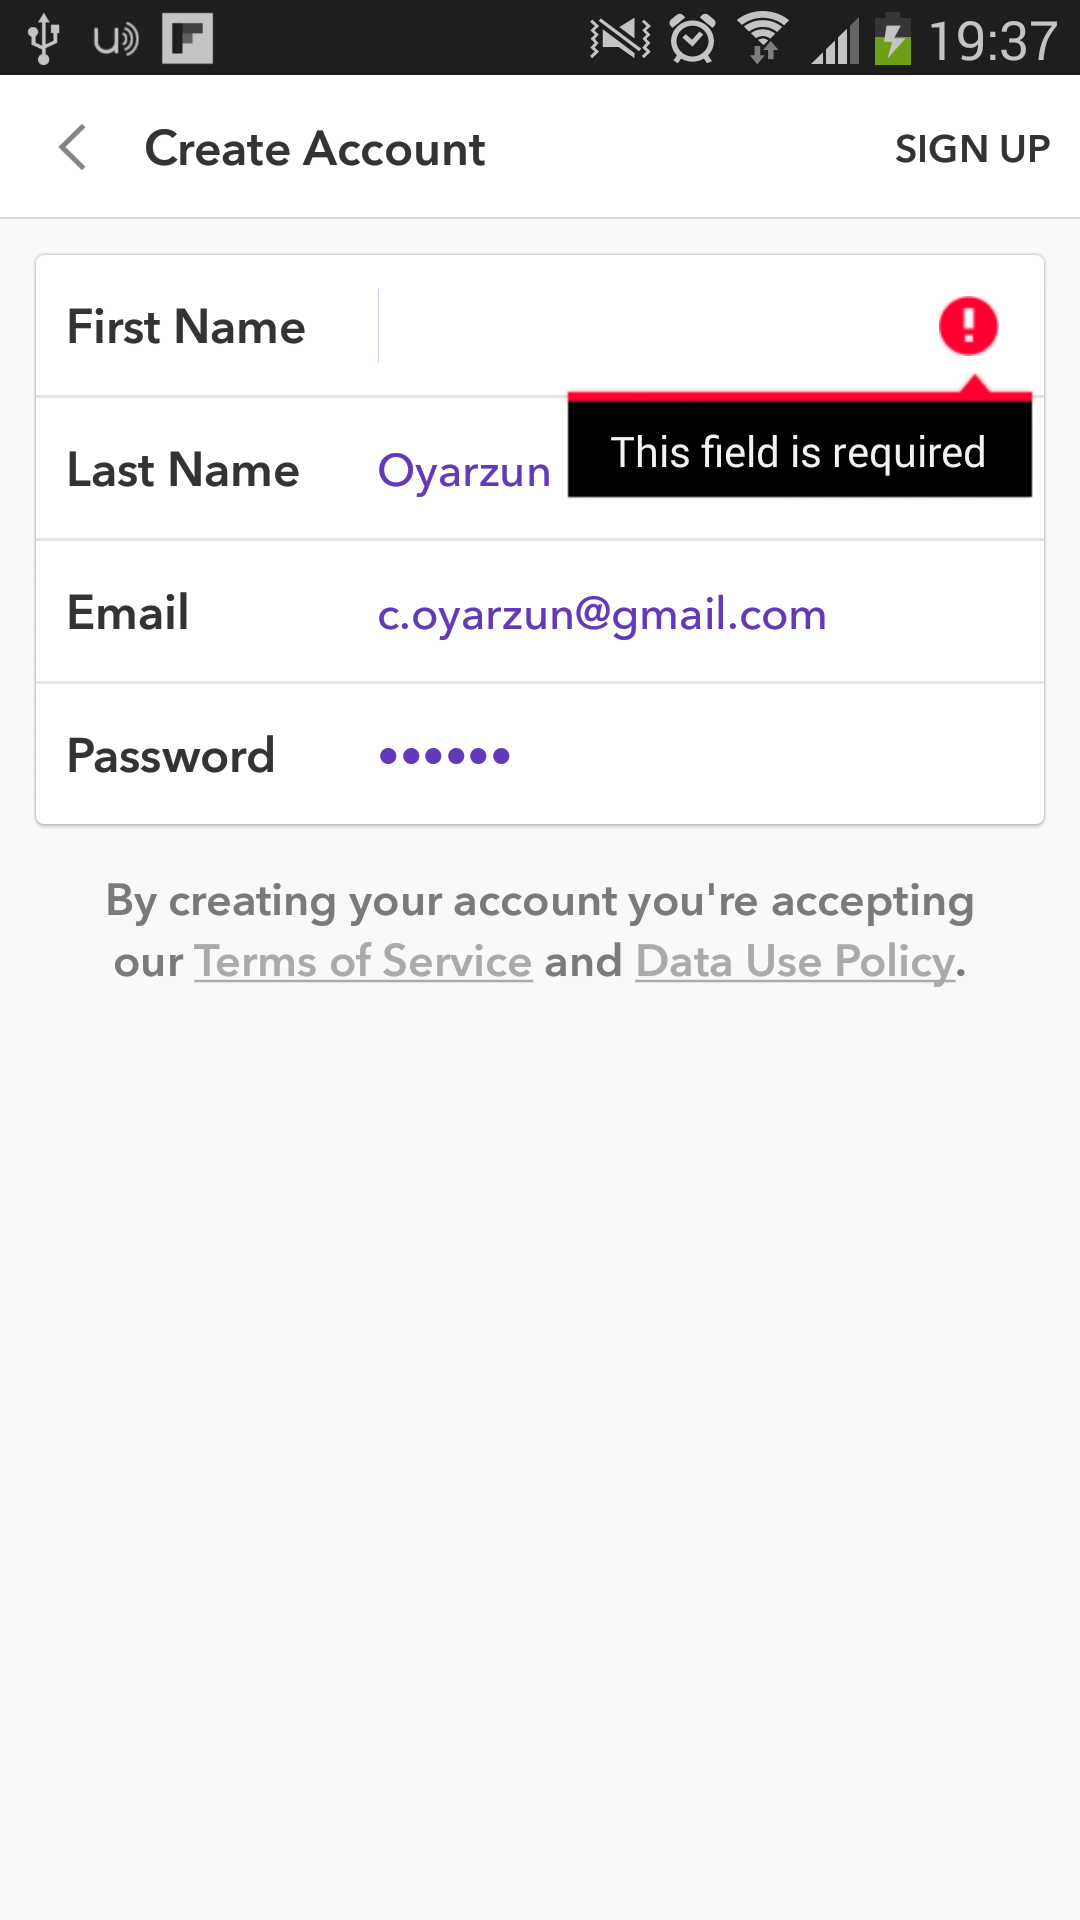 19:37
Create Account
SIGN UP
First Name
Last Name Oyarzun
This field is required
Email c.oyarzun@gmail.com
Password ••••••
By creating your account you're accepting
our Terms of Service and Data Use Policy.